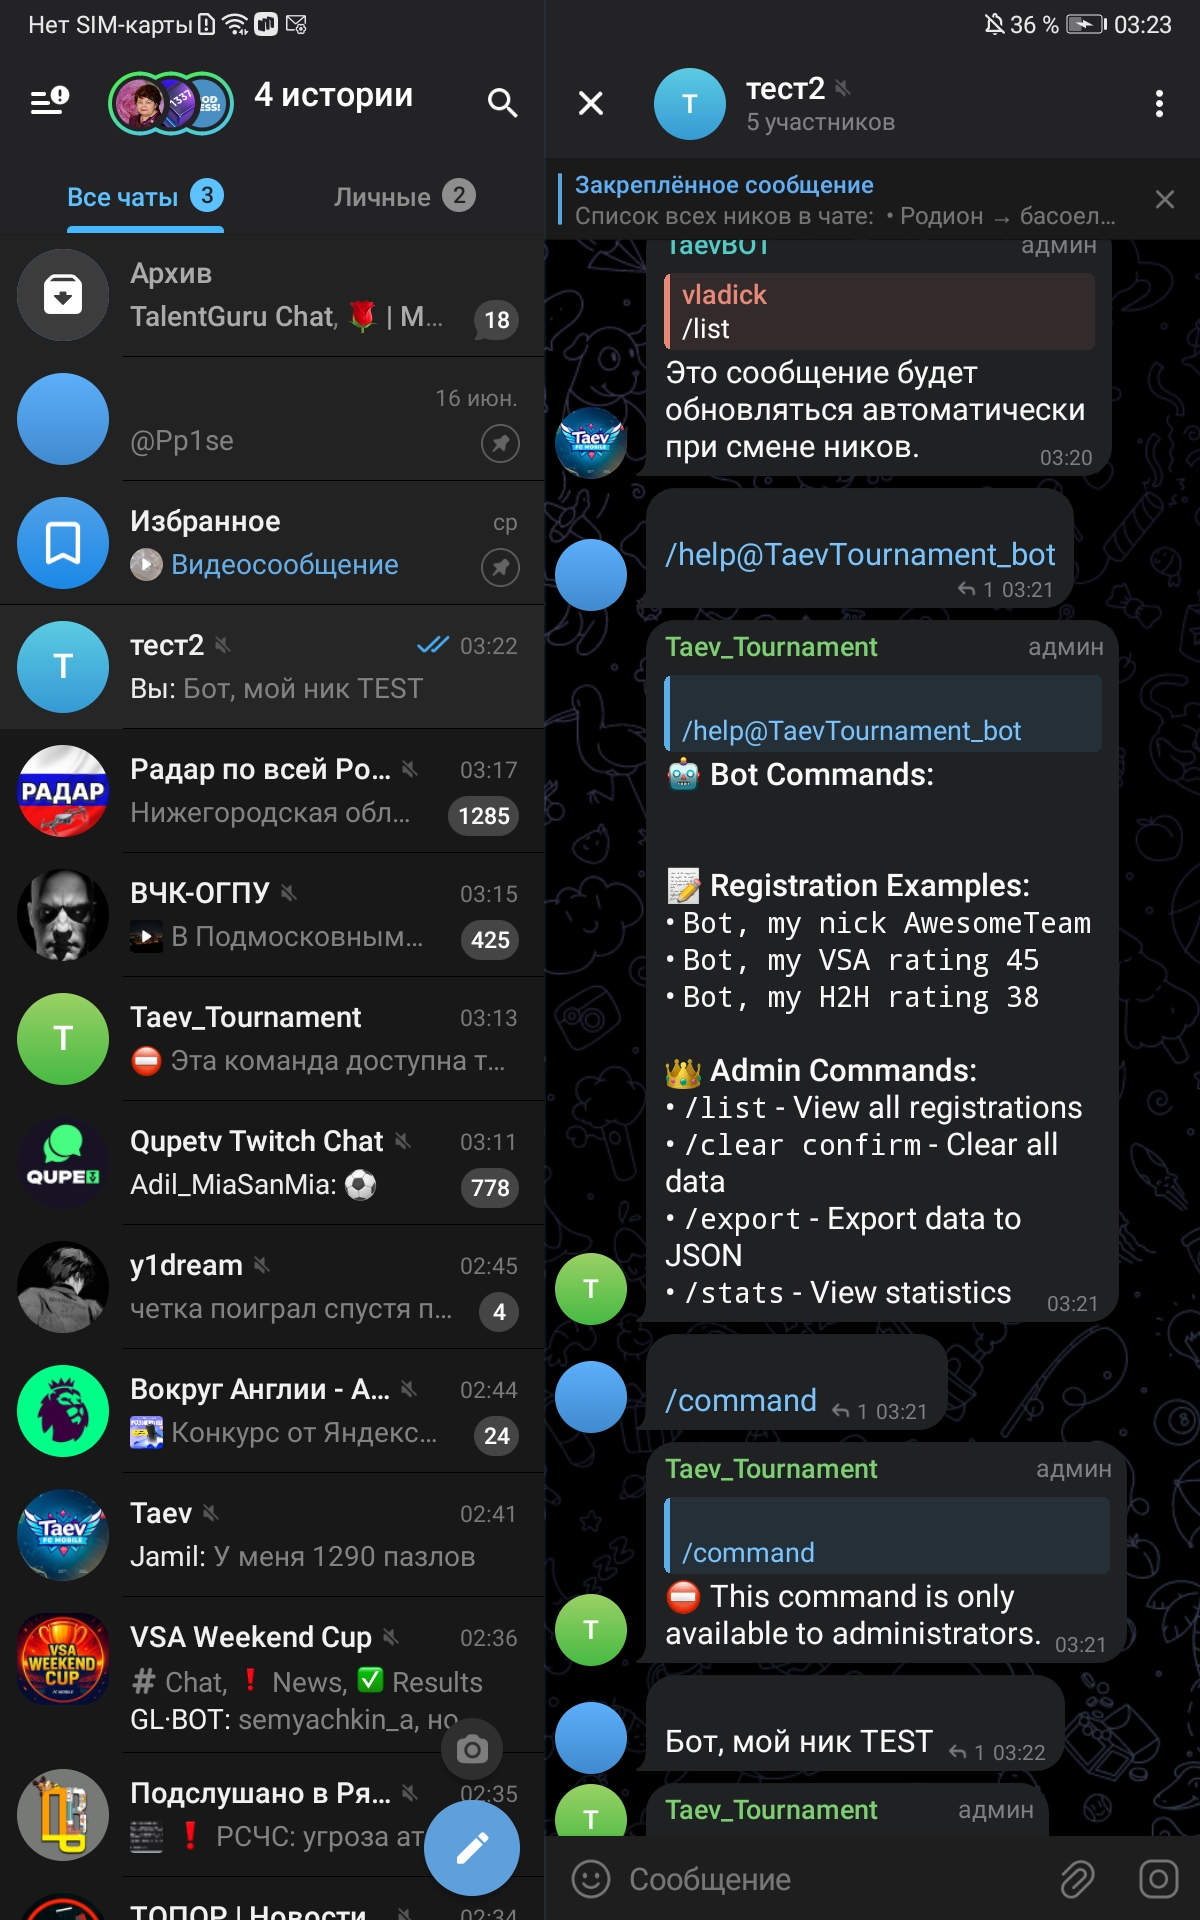 Нет SIM-карты
36 % 03:23
4 истории
Все чаты 3
Личные 2
Архив
TalentGuru Chat, 🌹 | М... 18
16 июн.
@Pp1se
Избранное ср
Видеосообщение
Т
тест2 03:22
Вы: Бот, мой ник TEST
РАДАР
Радар по всей Ро... 03:17
Нижегородская обл... 1285
ВЧК-ОГПУ 03:15
В Подмосковным... 425
T
Taev_Tournament 03:13
⛔ Эта команда доступна т...
QUPE
Qupetv Twitch Chat 03:11
Adil_MiaSanMia: ⚽ 778
y1dream 02:45
четка поиграл спустя п... 4
Вокруг Англии - А... 02:44
Конкурс от Яндекс... 24
Taev
Taev 02:41
Jamil: У меня 1290 пазлов
VSA
WEEKEND
CUP
VSA Weekend Cup 02:36
# Chat, ❗ News, ✅ Results
GL·BOT: semyachkin_a, но
Подслушано в Ря... 02:35
❗ РСЧС: угроза ат
ТОПОР | Новости 02:34
Т
тест2
5 участников
Закреплённое сообщение
Список всех ников в чате: • Родион → басоел...
TaevBOT админ
vladick
/list
Это сообщение будет
обновляться автоматически
при смене ников. 03:20
Taev
FC MOBILE
/help@TaevTournament_bot
1 03:21
Taev_Tournament админ
/help@TaevTournament_bot
🤖 Bot Commands:
📝 Registration Examples:
• Bot, my nick AwesomeTeam
• Bot, my VSA rating 45
• Bot, my H2H rating 38
👑 Admin Commands:
• /list - View all registrations
• /clear confirm - Clear all
data
• /export - Export data to
JSON
• /stats - View statistics 03:21
T
/command 1 03:21
Taev_Tournament админ
/command
⛔ This command is only
available to administrators. 03:21
T
Бот, мой ник TEST 1 03:22
T
Taev_Tournament админ
Сообщение